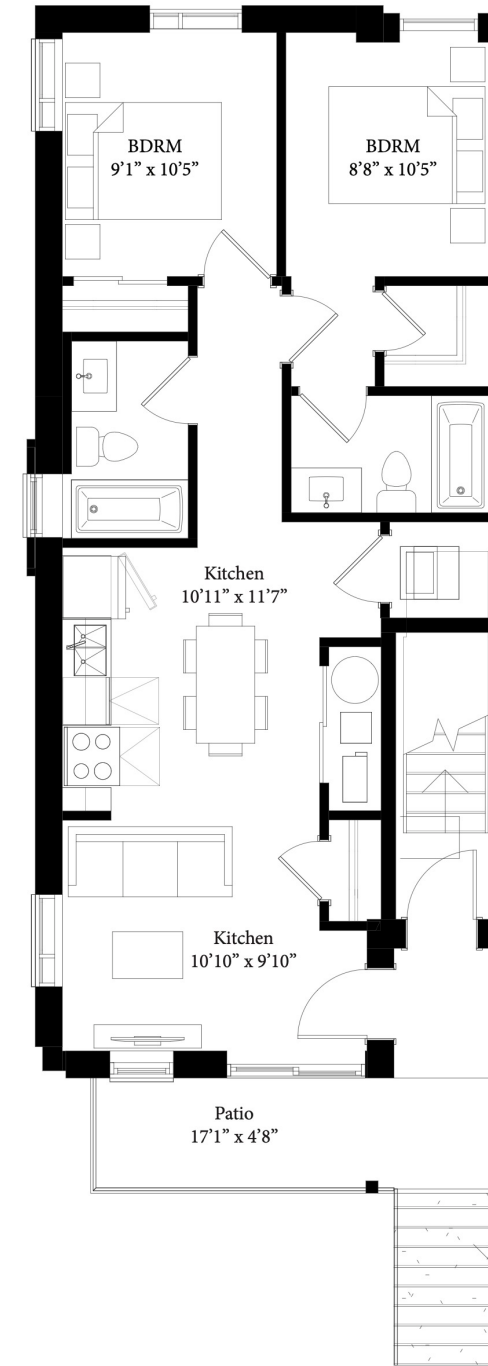 BDRM
9’1” x 10’5”
BDRM
8’8” x 10’5”
Kitchen
10’11” x 11’7”
Kitchen
10’10” x 9’10”
Patio
17’1” x 4’8”